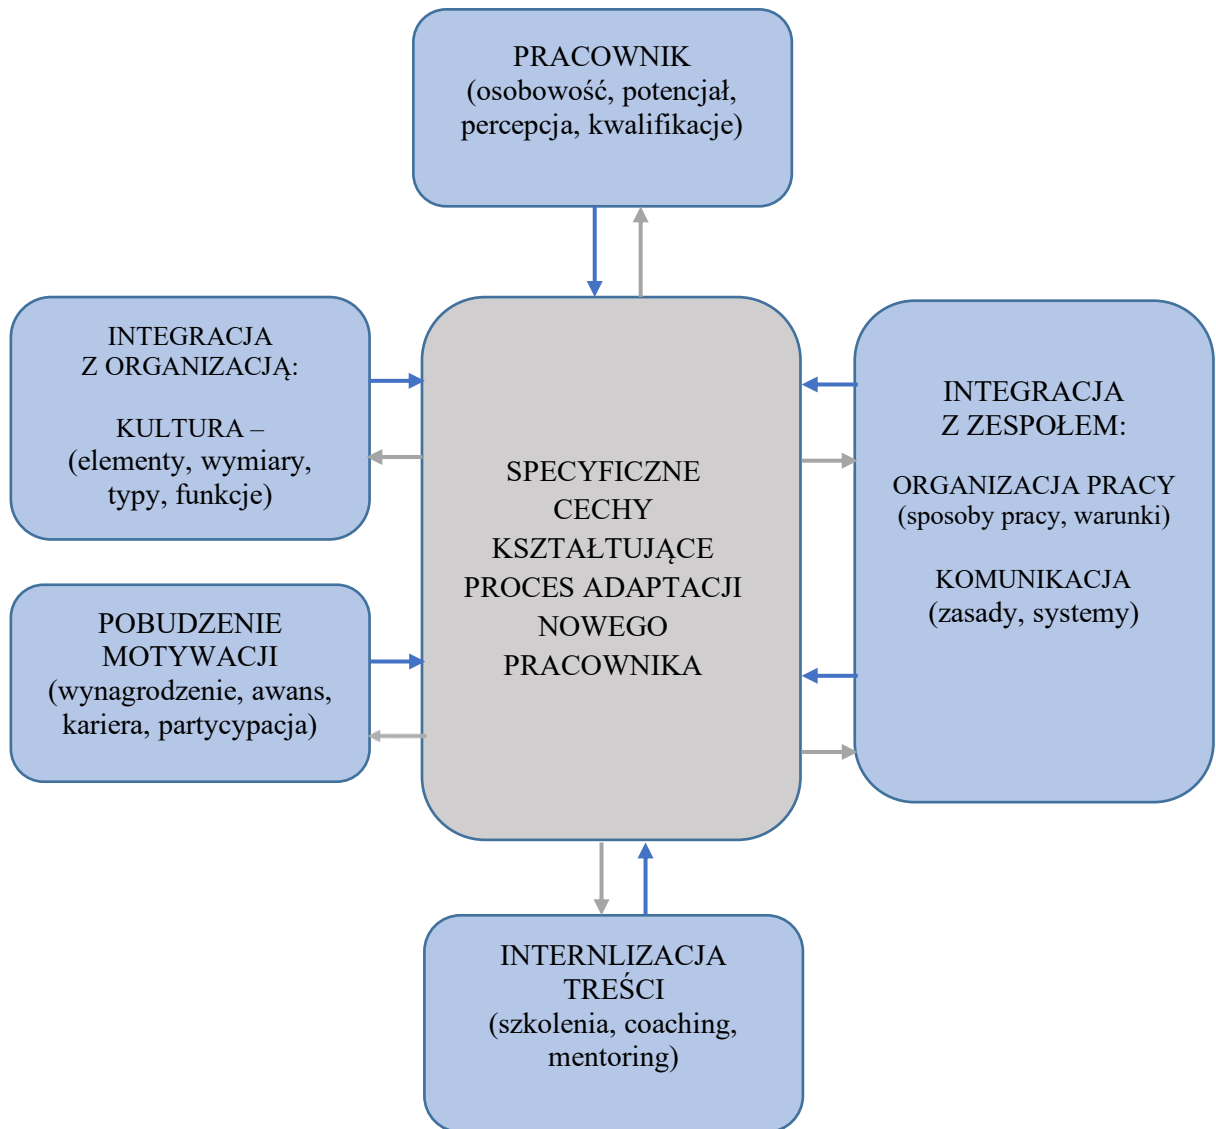 PRACOWNIK
(osobowość, potencjał,
percepcja, kwalifikacje)
INTEGRACJA
Z ORGANIZACJĄ:
KULTURA –
(elementy, wymiary,
typy, funkcje)
POBUDZENIE
MOTYWACJI
(wynagrodzenie, awans,
kariera, partycypacja)
SPECYFICZNE
CECHY
KSZTAŁTUJĄCE
PROCES ADAPTACJI
NOWEGO
PRACOWNIKA
INTEGRACJA
Z ZESPOŁEM:
ORGANIZACJA PRACY
(sposoby pracy, warunki)
KOMUNIKACJA
(zasady, systemy)
INTERNLIZACJA
TREŚCI
(szkolenia, coaching,
mentoring)